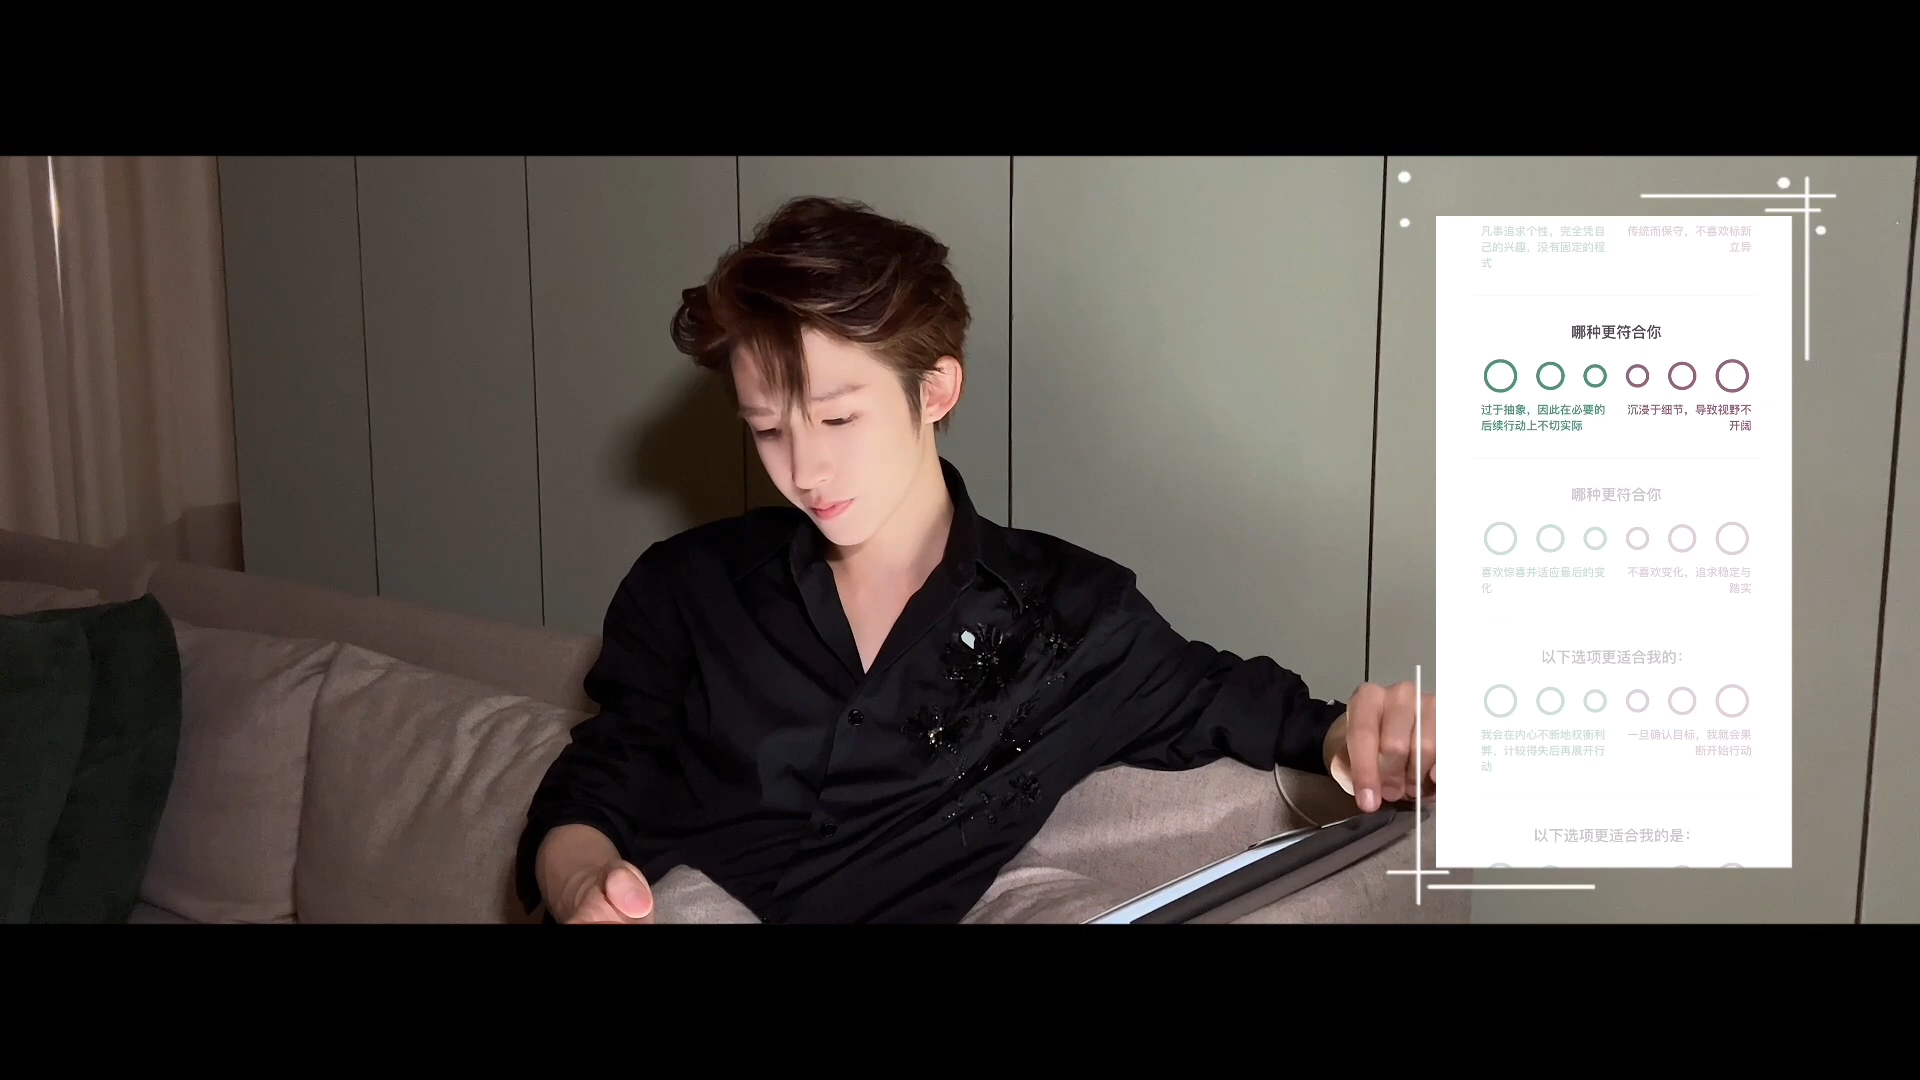 凡事追求个性，完全凭自
己的兴趣，没有固定的程
式
传统而保守，不喜欢标新
立异
哪种更符合你
过于抽象，因此在必要的
后续行动上不切实际
沉浸于细节，导致视野不
开阔
哪种更符合你
喜欢惊喜并适应最后的变
化
不喜欢变化，追求稳定与
踏实
以下选项更适合我的：
我会在内心不断地权衡利
弊、计较得失后再展开行
动
一旦确认目标，我就会果
断开始行动
以下选项更适合我的是：